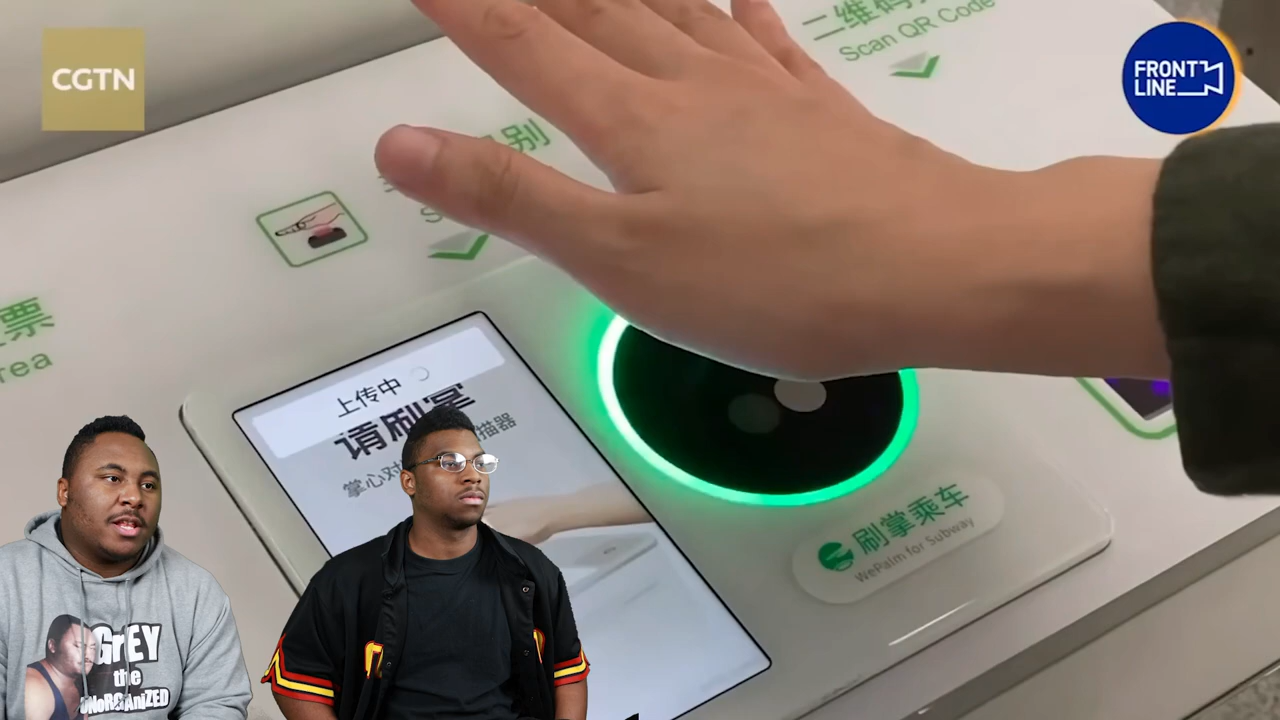 CGTN
FRONT
LINE
二维码
Scan QR Code
别
票
rea
上传中
请刷掌
掌心对 描器
刷掌乘车
WePalm for Subway
GrEY
the
UNoRGAnIZED